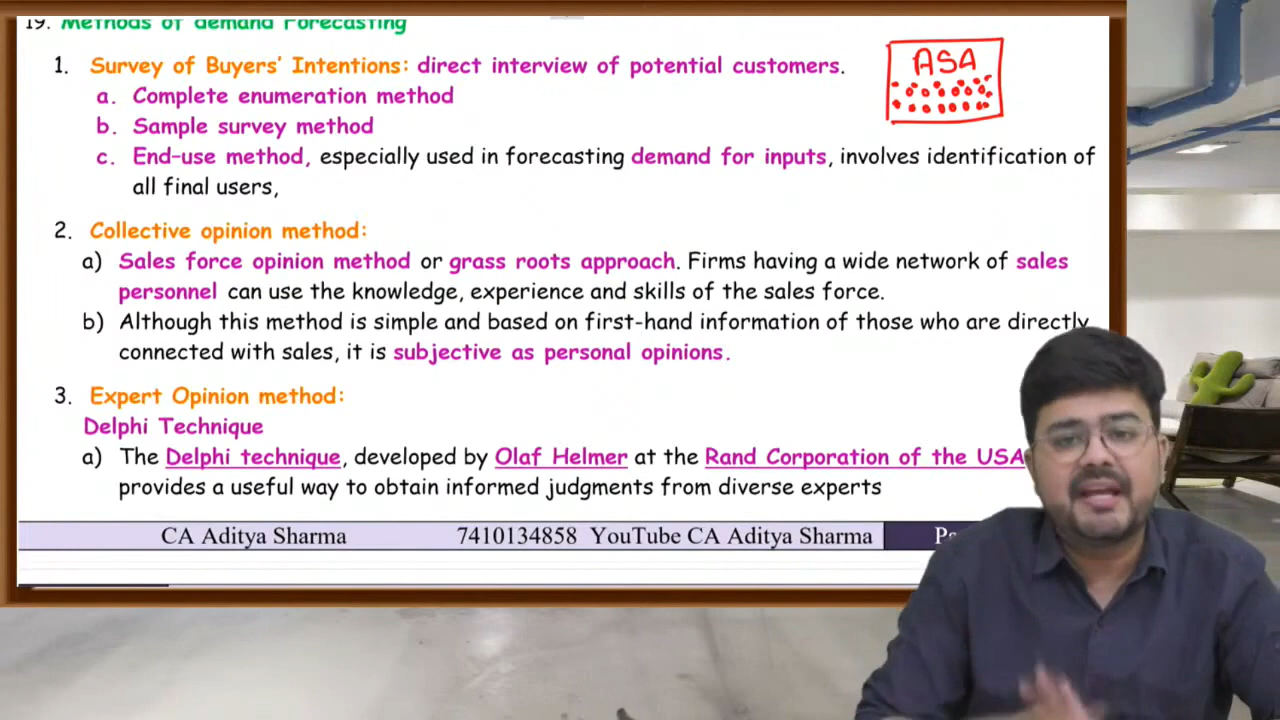 19. Methods of demand Forecasting
1. Survey of Buyers' Intentions: direct interview of potential customers.
ASA
a. Complete enumeration method
b. Sample survey method
c. End-use method, especially used in forecasting demand for inputs, involves identification of
all final users,
2. Collective opinion method:
a) Sales force opinion method or grass roots approach. Firms having a wide network of sales
personnel can use the knowledge, experience and skills of the sales force.
b) Although this method is simple and based on first-hand information of those who are directly
connected with sales, it is subjective as personal opinions.
3. Expert Opinion method:
Delphi Technique
a) The Delphi technique, developed by Olaf Helmer at the Rand Corporation of the USA
provides a useful way to obtain informed judgments from diverse experts
CA Aditya Sharma 7410134858 YouTube CA Aditya Sharma